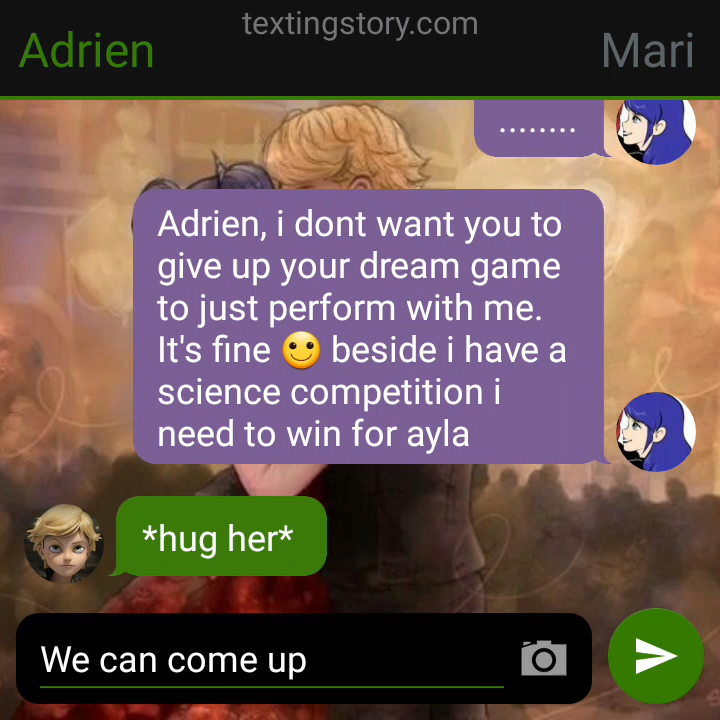 textingstory.com
Adrien
Mari
........
Adrien, i dont want you to
give up your dream game
to just perform with me.
It's fine 🙂 beside i have a
science competition i
need to win for ayla
*hug her*
We can come up